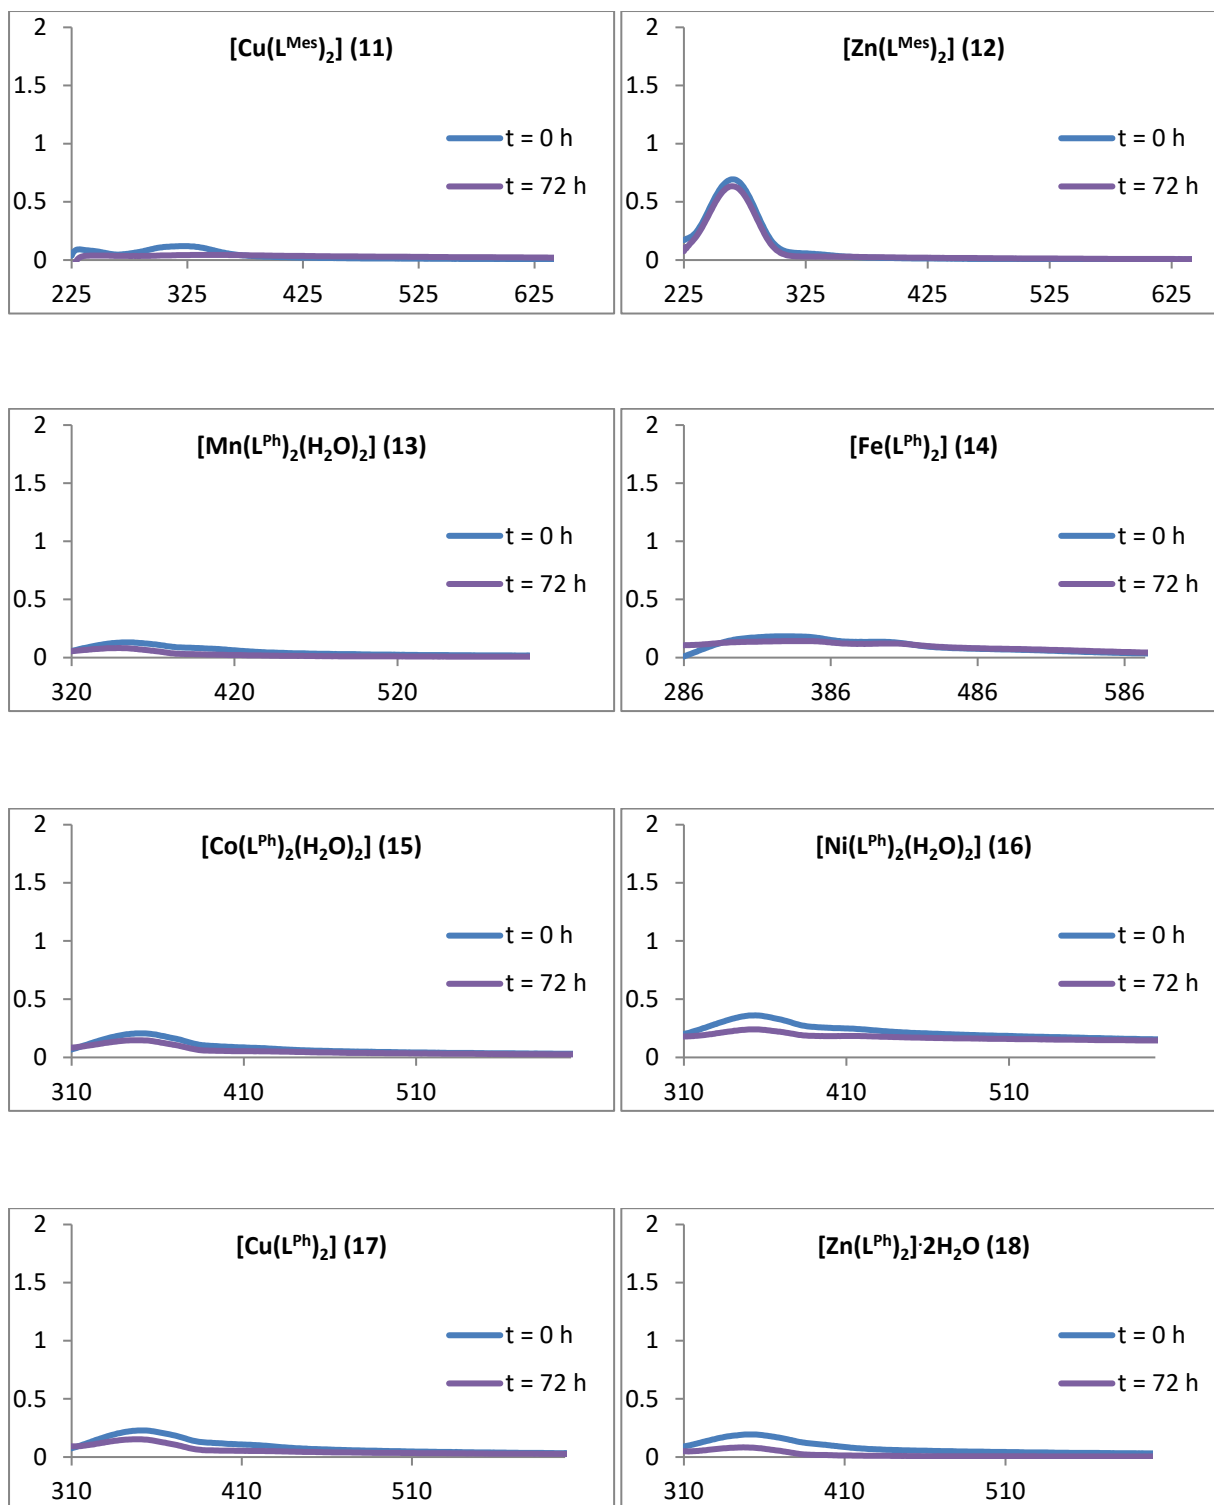 [Cu(L^Mes)₂] (11)
2
1.5
1
0.5
0
t = 0 h
t = 72 h
225 325 425 525 625
[Zn(L^Mes)₂] (12)
2
1.5
1
0.5
0
t = 0 h
t = 72 h
225 325 425 525 625
[Mn(L^Ph)₂(H₂O)₂] (13)
2
1.5
1
0.5
0
t = 0 h
t = 72 h
320 420 520
[Fe(L^Ph)₂] (14)
2
1.5
1
0.5
0
t = 0 h
t = 72 h
286 386 486 586
[Co(L^Ph)₂(H₂O)₂] (15)
2
1.5
1
0.5
0
t = 0 h
t = 72 h
310 410 510
[Ni(L^Ph)₂(H₂O)₂] (16)
2
1.5
1
0.5
0
t = 0 h
t = 72 h
310 410 510
[Cu(L^Ph)₂] (17)
2
1.5
1
0.5
0
t = 0 h
t = 72 h
310 410 510
[Zn(L^Ph)₂]·2H₂O (18)
2
1.5
1
0.5
0
t = 0 h
t = 72 h
310 410 510